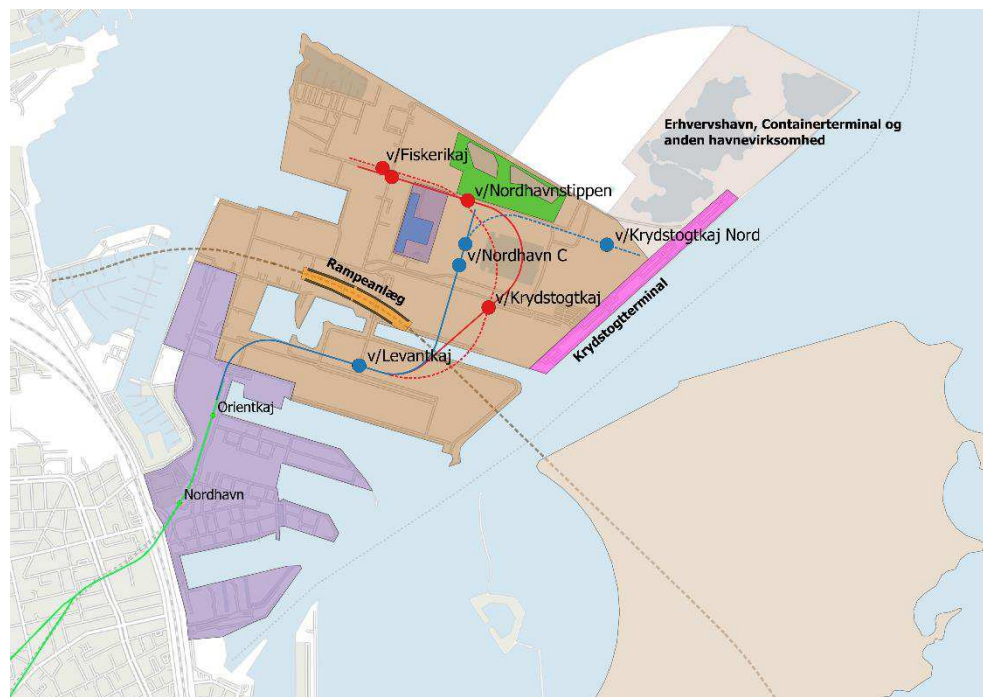 Erhvervshavn, Containerterminal og
anden havnevirksomhed
v/Fiskerikaj
v/Nordhavnstippen
v/Krydstogtkaj Nord
v/Nordhavn C
Rampeanlæg
v/Krydstogtkaj
Krydstogtterminal
v/Levantkaj
Orientkaj
Nordhavn